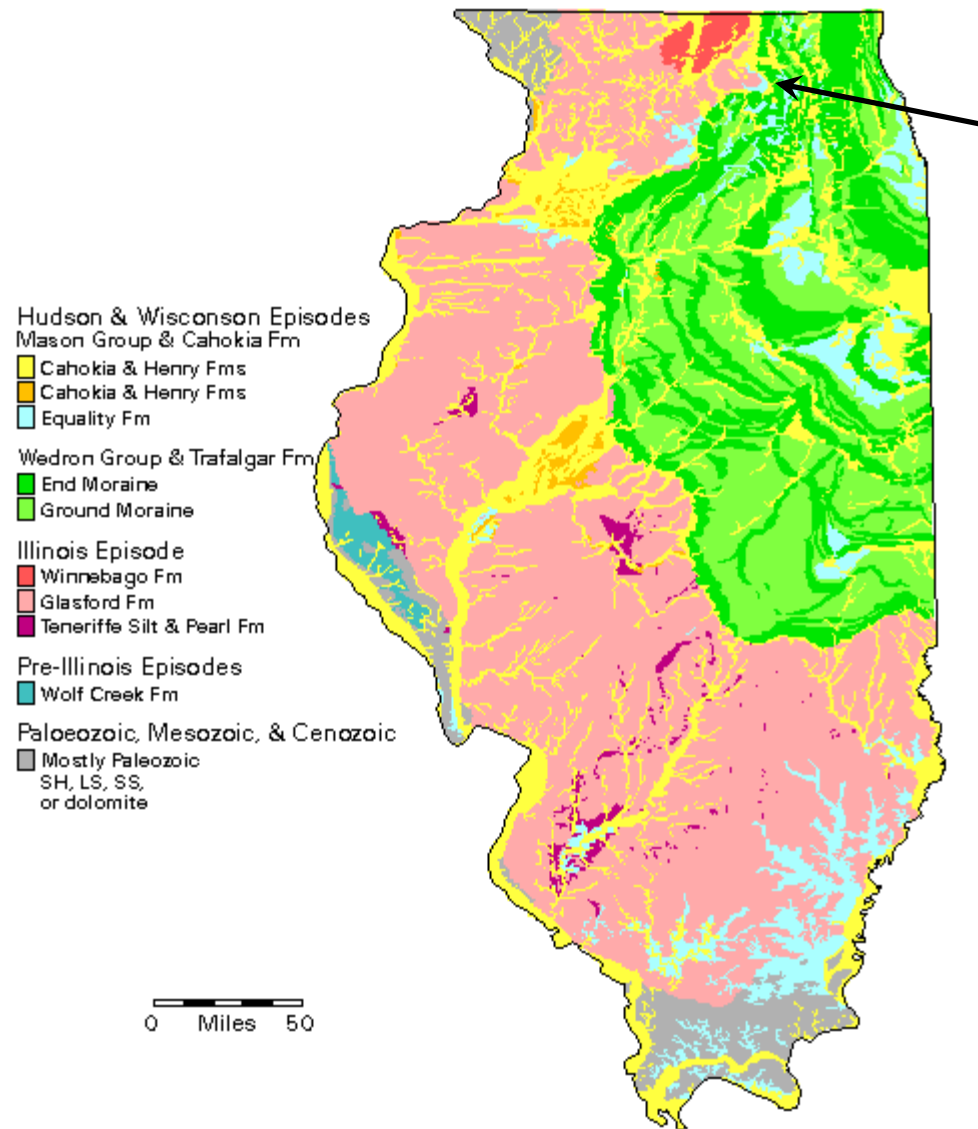 Hudson & Wisconson Episodes
Mason Group & Cahokia Fm
Cahokia & Henry Fms
Cahokia & Henry Fms
Equality Fm
Wedron Group & Trafalgar Fm
End Moraine
Ground Moraine
Illinois Episode
Winnebago Fm
Glasford Fm
Teneriffe Silt & Pearl Fm
Pre-Illinois Episodes
Wolf Creek Fm
Paloeozoic, Mesozoic, & Cenozoic
Mostly Paleozoic
SH, LS, SS,
or dolomite
0 Miles 50